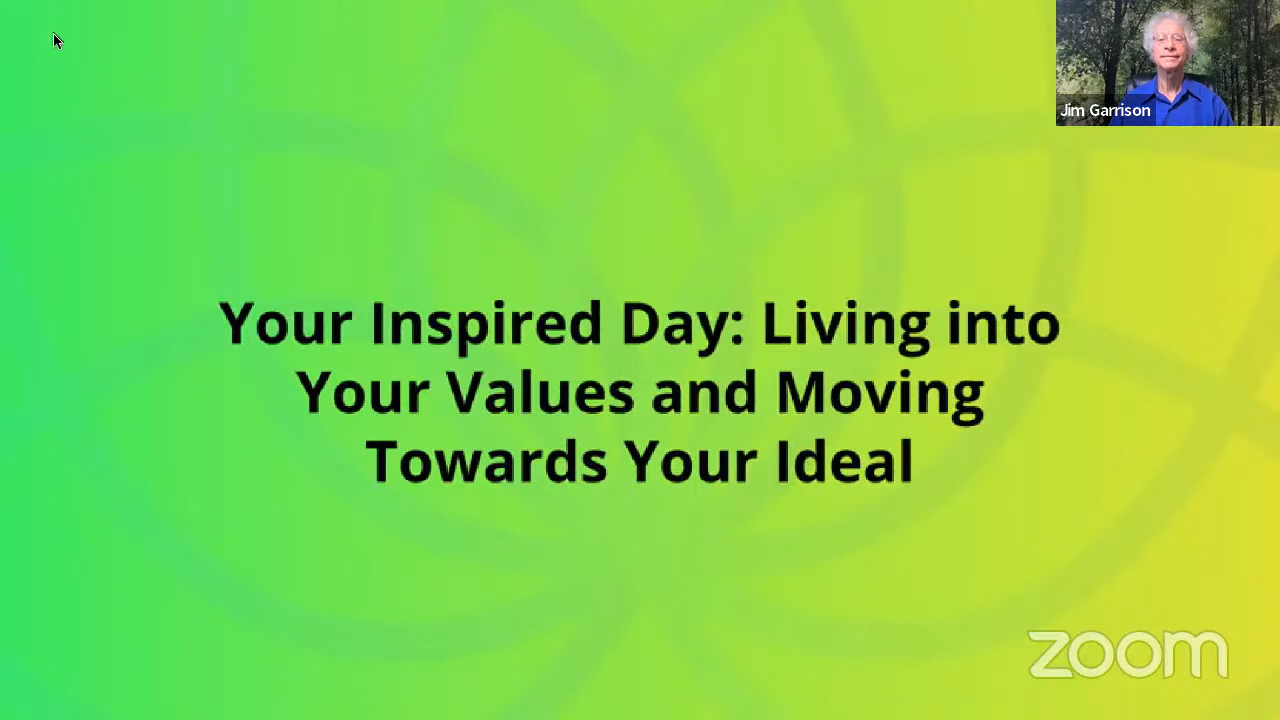 Jim Garrison
Your Inspired Day: Living into
Your Values and Moving
Towards Your Ideal
zoom